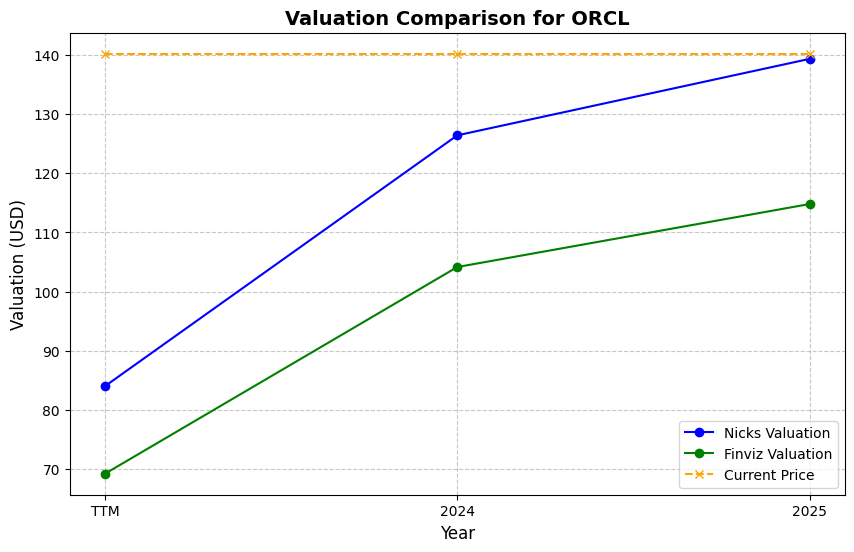 Valuation Comparison for ORCL
Valuation (USD)
140
130
120
110
100
90
80
70
TTM
2024
2025
Year
Nicks Valuation
Finviz Valuation
Current Price